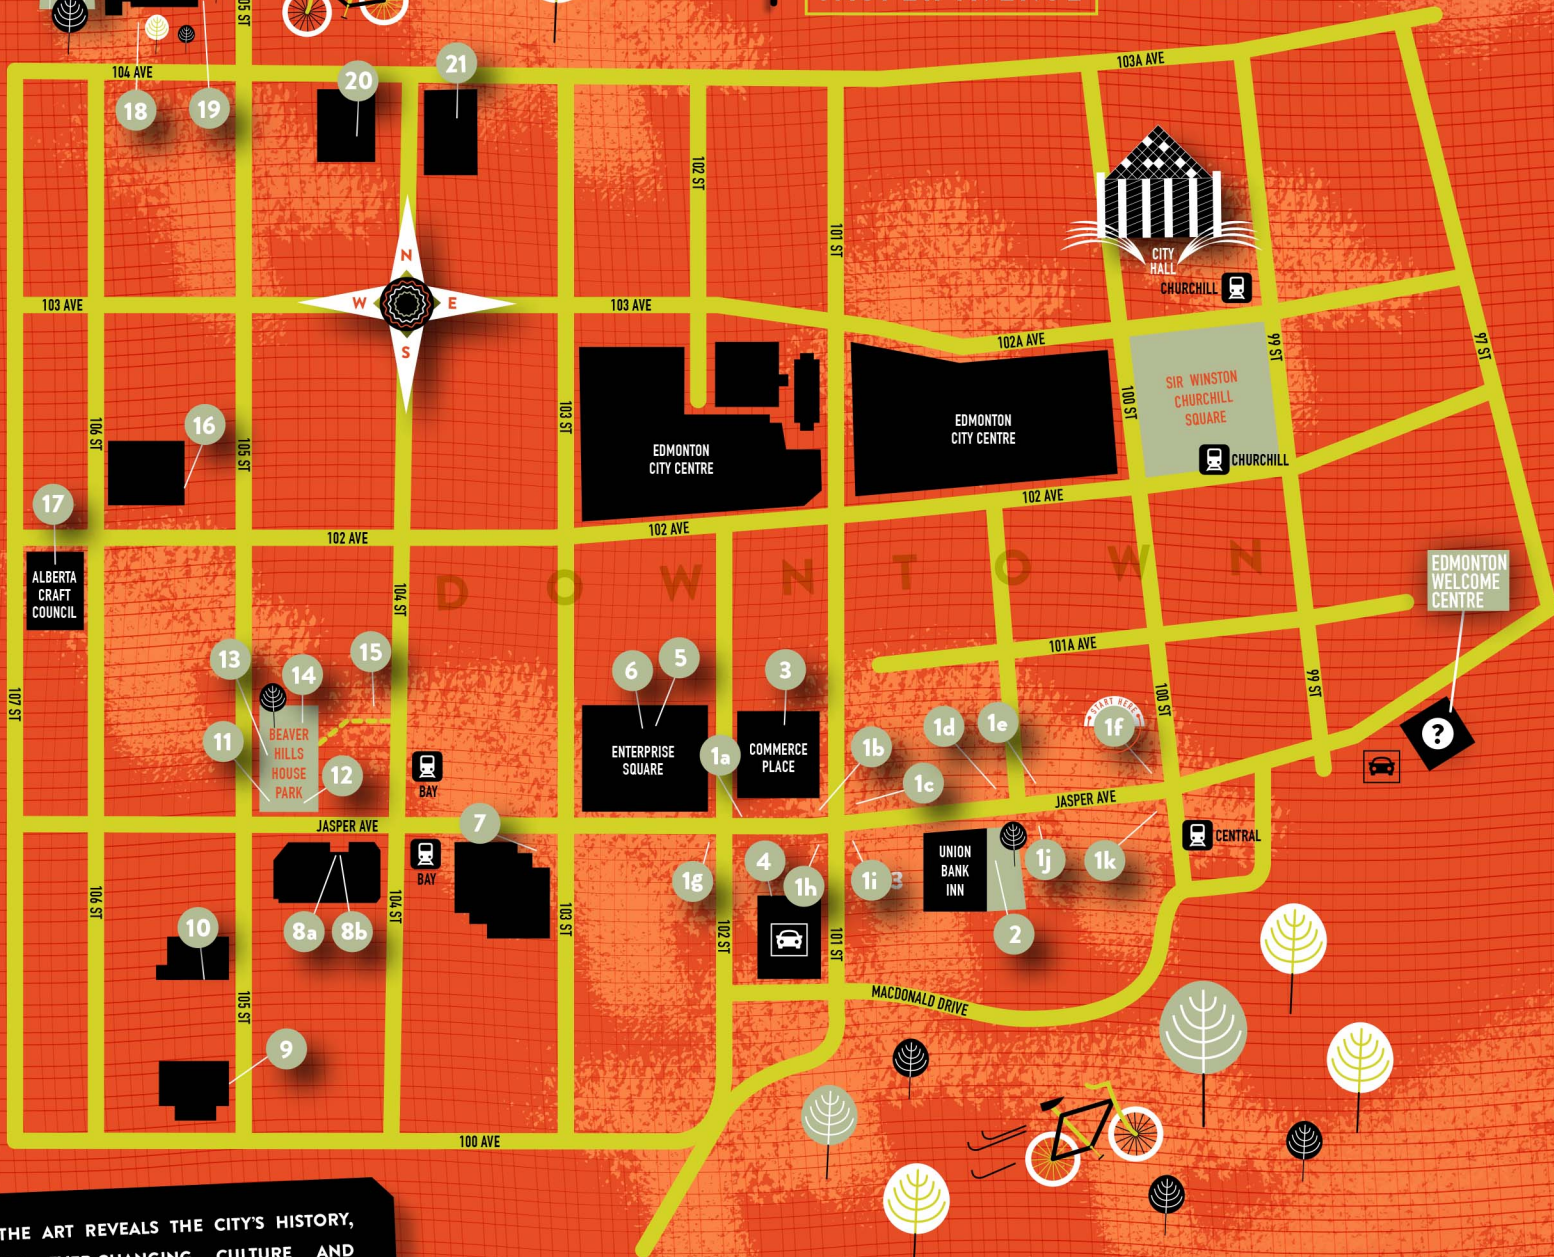 105 ST
104 AVE
103A AVE
18
19
20
21
102 ST
101 ST
N
W
E
S
CITY
HALL
CHURCHILL
103 AVE
103 AVE
102A AVE
99 ST
97 ST
SIR WINSTON
CHURCHILL
SQUARE
100 ST
CHURCHILL
EDMONTON
CITY CENTRE
EDMONTON
CITY CENTRE
103 ST
106 ST
105 ST
16
17
102 AVE
102 AVE
102 AVE
ALBERTA
CRAFT
COUNCIL
DOWNTOWN
104 ST
EDMONTON
WELCOME
CENTRE
101A AVE
107 ST
13
14
15
6
5
3
100 ST
99 ST
START HERE
1f
1e
1d
1b
1a
1c
11
12
BEAVER
HILLS
HOUSE
PARK
ENTERPRISE
SQUARE
COMMERCE
PLACE
?
BAY
JASPER AVE
JASPER AVE
7
BAY
CENTRAL
UNION
BANK
INN
1j
1k
1g
4
1h
1i
3
2
106 ST
104 ST
103 ST
102 ST
101 ST
10
8a
8b
105 ST
MACDONALD DRIVE
9
100 AVE
THE ART REVEALS THE CITY'S HISTORY,
CULTURE AND